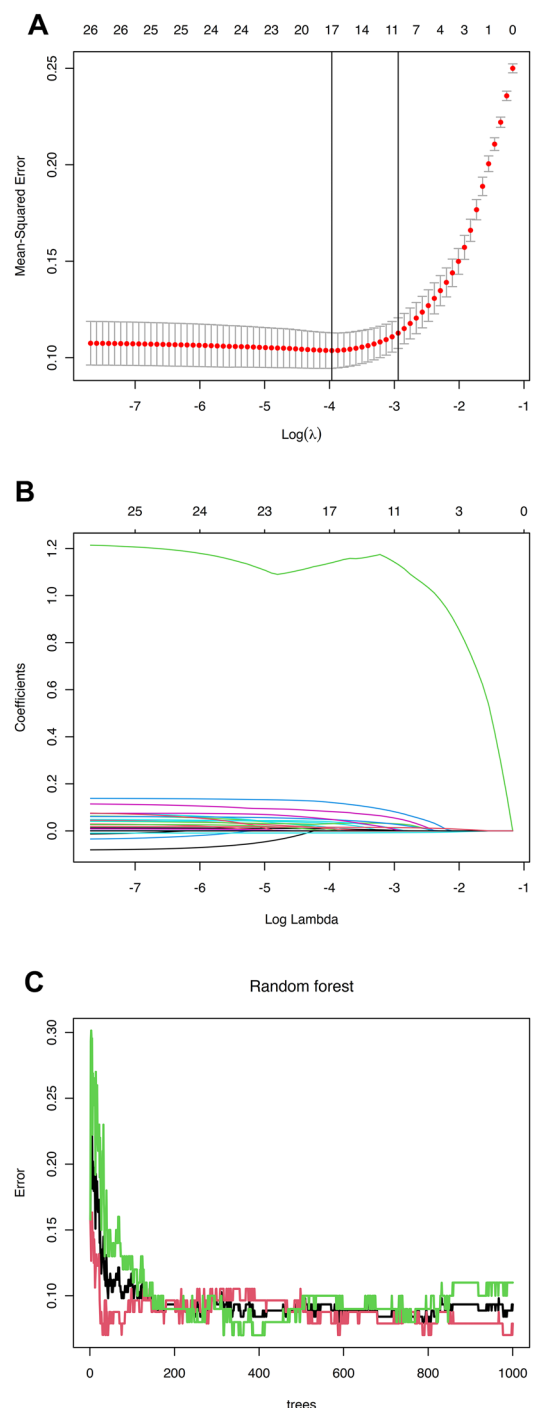 A
26 26 25 25 24 24 23 20 17 14 11 7 4 3 1 0
0.25
0.20
0.15
0.10
Mean-Squared Error
-7 -6 -5 -4 -3 -2 -1
Log(λ)
B
25 24 23 17 11 3 0
1.2
1.0
0.8
0.6
0.4
0.2
0.0
Coefficients
-7 -6 -5 -4 -3 -2 -1
Log Lambda
C
Random forest
0.30
0.25
0.20
0.15
0.10
Error
0 200 400 600 800 1000
trees